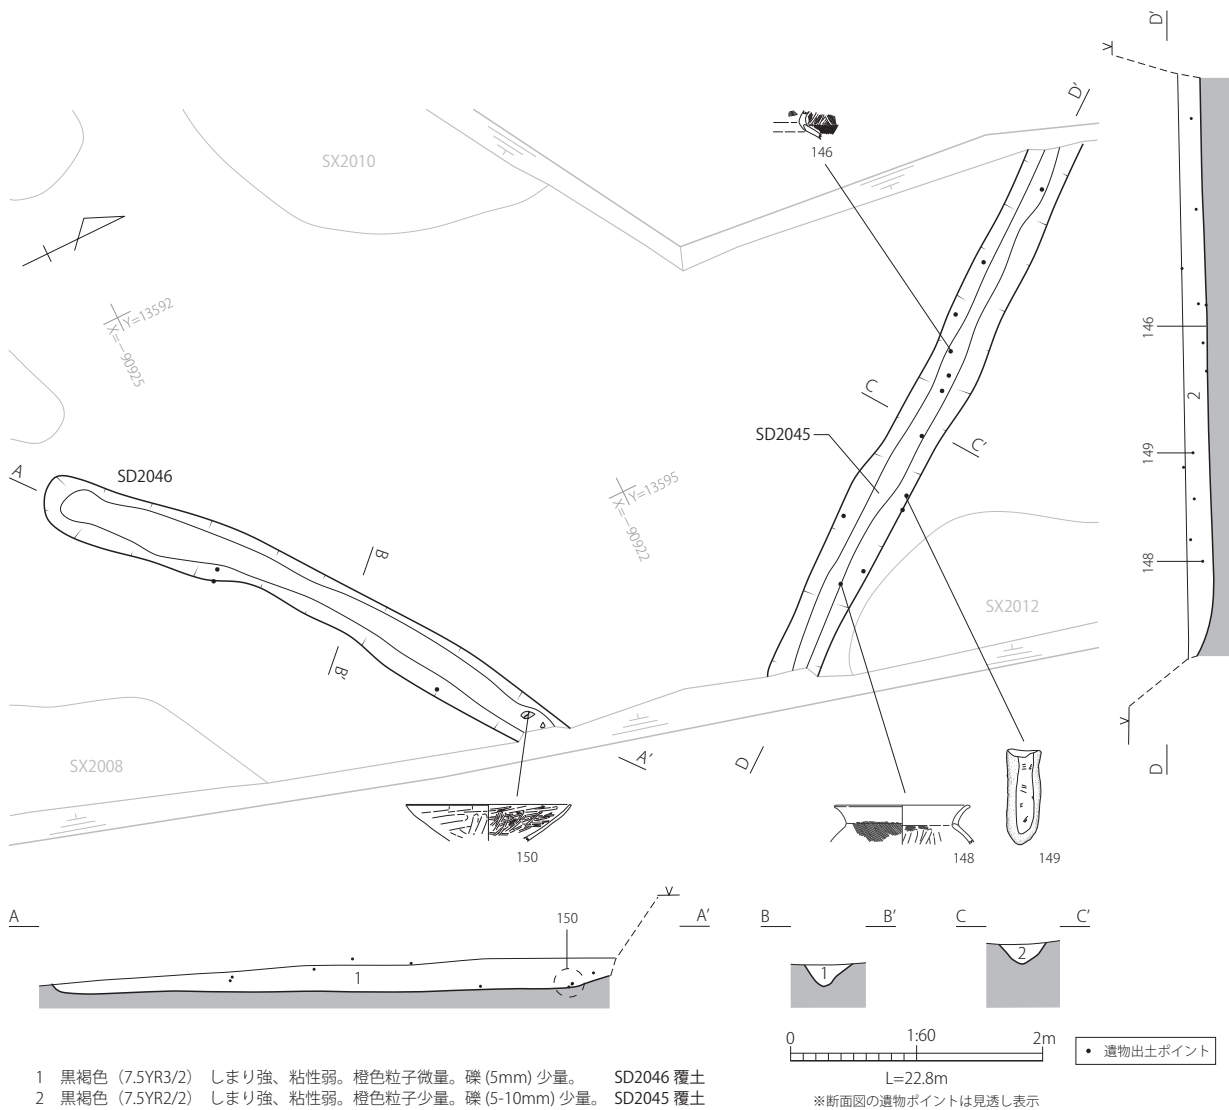 D'
SX2010
146
D'
Y=13592
X=－90925
146
C
SD2045
C'
2
A
SD2046
Y=13595
X=－90922
149
B
148
SX2012
B'
SX2008
A'
D
D
150
148
149
A
150
A'
B
B'
C
C'
1
1
2
0
1:60
2m
遺物出土ポイント
L=22.8m
1 黒褐色（7.5YR3/2） しまり強、粘性弱。橙色粒子微量。礫 (5mm) 少量。 SD2046 覆土
2 黒褐色（7.5YR2/2） しまり強、粘性弱。橙色粒子少量。礫 (5-10mm) 少量。 SD2045 覆土
※断面図の遺物ポイントは見透し表示